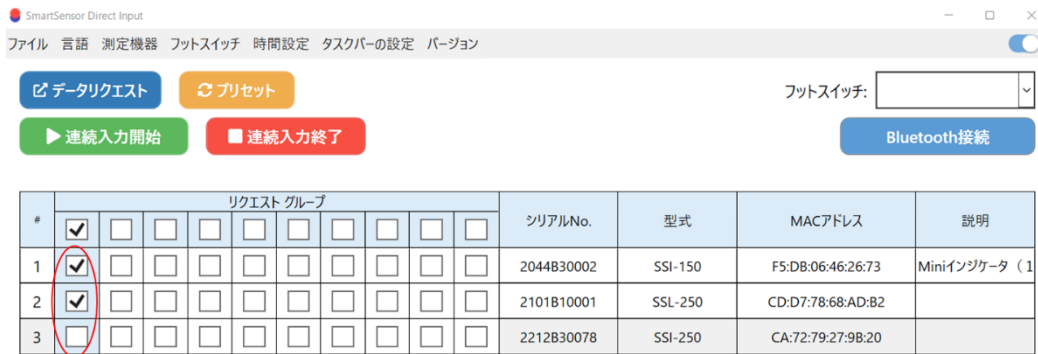 SmartSensor Direct Input
ファイル 言語 測定機器 フットスイッチ 時間設定 タスクバーの設定 バージョン
データリクエスト プリセット フットスイッチ:
連続入力開始 連続入力終了 Bluetooth接続
# リクエスト グループ シリアルNo. 型式 MACアドレス 説明
1 2044B30002 SSI-150 F5:DB:06:46:26:73 Miniインジケータ（1
2 2101B10001 SSL-250 CD:D7:78:68:AD:B2
3 2212B30078 SSI-250 CA:72:79:27:9B:20